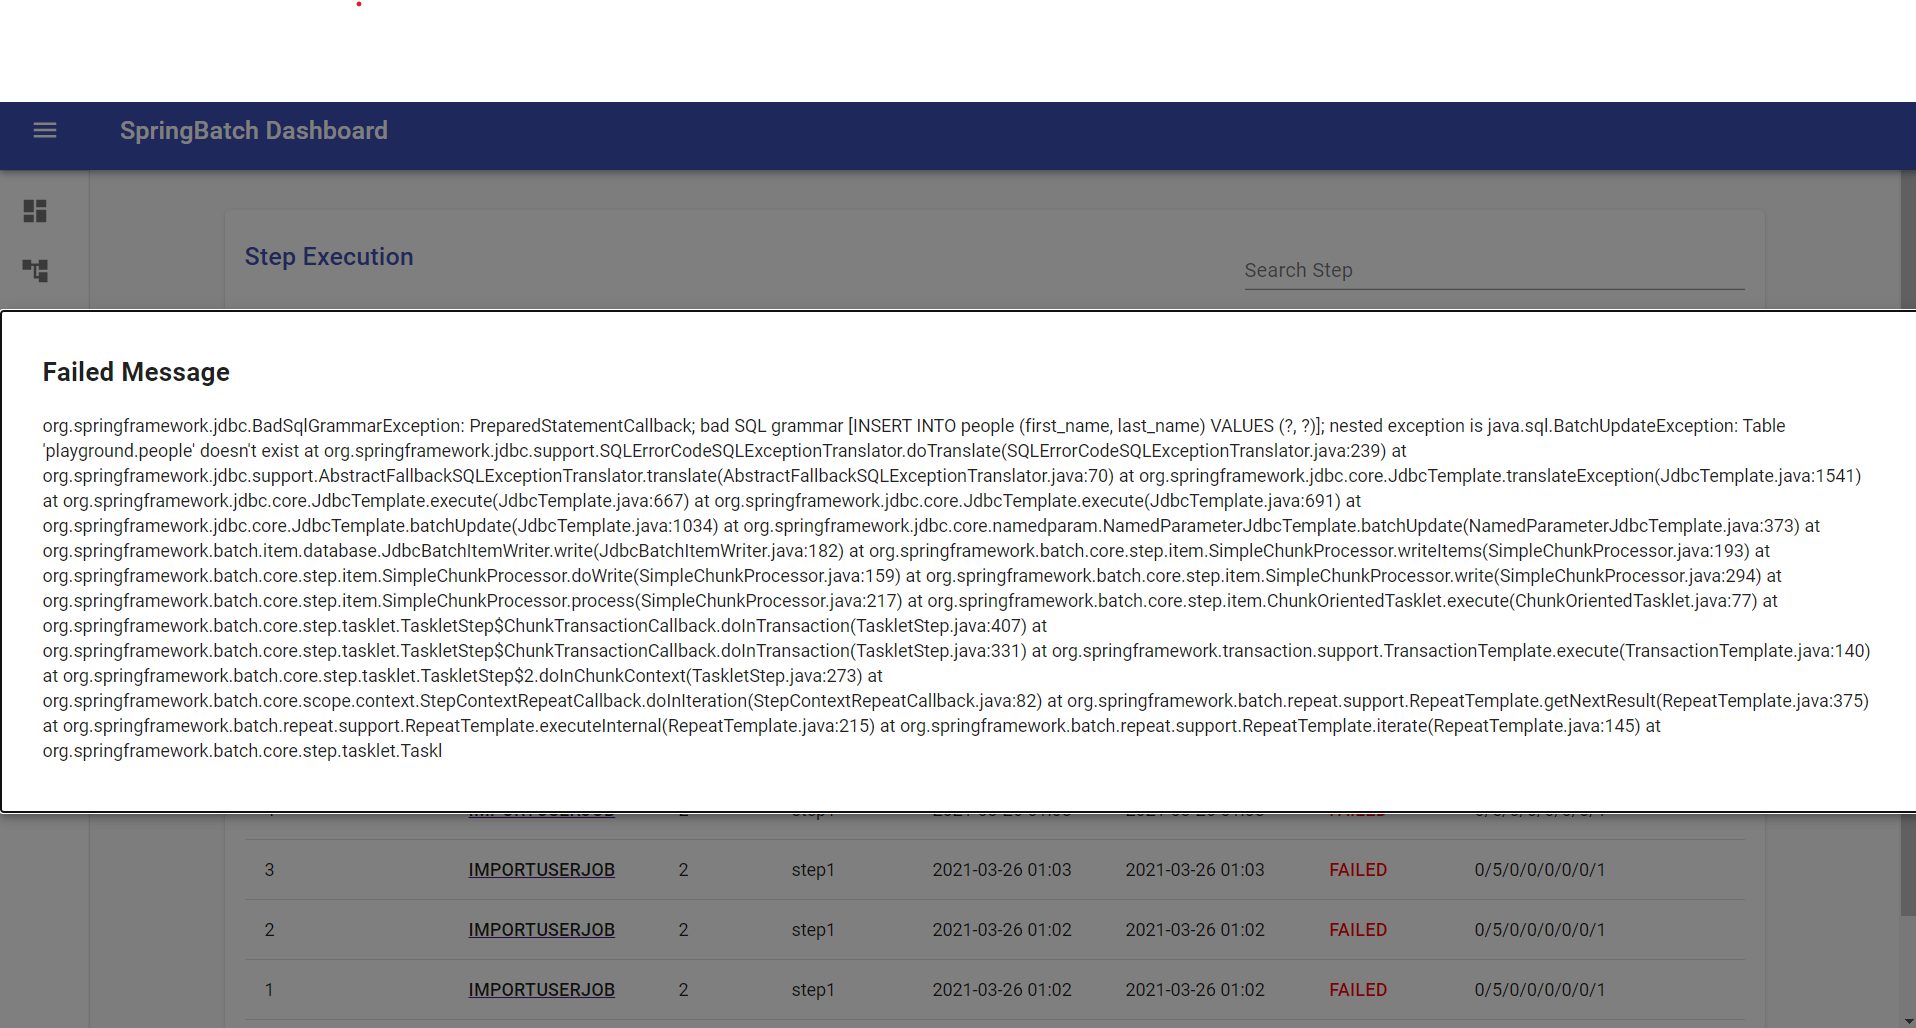 SpringBatch Dashboard
Step Execution
Search Step
Failed Message
org.springframework.jdbc.BadSqlGrammarException: PreparedStatementCallback; bad SQL grammar [INSERT INTO people (first_name, last_name) VALUES (?, ?)]; nested exception is java.sql.BatchUpdateException: Table
'playground.people' doesn't exist at org.springframework.jdbc.support.SQLErrorCodeSQLExceptionTranslator.doTranslate(SQLErrorCodeSQLExceptionTranslator.java:239) at
org.springframework.jdbc.support.AbstractFallbackSQLExceptionTranslator.translate(AbstractFallbackSQLExceptionTranslator.java:70) at org.springframework.jdbc.core.JdbcTemplate.translateException(JdbcTemplate.java:1541)
at org.springframework.jdbc.core.JdbcTemplate.execute(JdbcTemplate.java:667) at org.springframework.jdbc.core.JdbcTemplate.execute(JdbcTemplate.java:691) at
org.springframework.jdbc.core.JdbcTemplate.batchUpdate(JdbcTemplate.java:1034) at org.springframework.jdbc.core.namedparam.NamedParameterJdbcTemplate.batchUpdate(NamedParameterJdbcTemplate.java:373) at
org.springframework.batch.item.database.JdbcBatchItemWriter.write(JdbcBatchItemWriter.java:182) at org.springframework.batch.core.step.item.SimpleChunkProcessor.writeItems(SimpleChunkProcessor.java:193) at
org.springframework.batch.core.step.item.SimpleChunkProcessor.doWrite(SimpleChunkProcessor.java:159) at org.springframework.batch.core.step.item.SimpleChunkProcessor.write(SimpleChunkProcessor.java:294) at
org.springframework.batch.core.step.item.SimpleChunkProcessor.process(SimpleChunkProcessor.java:217) at org.springframework.batch.core.step.item.ChunkOrientedTasklet.execute(ChunkOrientedTasklet.java:77) at
org.springframework.batch.core.step.tasklet.TaskletStep$ChunkTransactionCallback.doInTransaction(TaskletStep.java:407) at
org.springframework.batch.core.step.tasklet.TaskletStep$ChunkTransactionCallback.doInTransaction(TaskletStep.java:331) at org.springframework.transaction.support.TransactionTemplate.execute(TransactionTemplate.java:140)
at org.springframework.batch.core.step.tasklet.TaskletStep$2.doInChunkContext(TaskletStep.java:273) at
org.springframework.batch.core.scope.context.StepContextRepeatCallback.doInIteration(StepContextRepeatCallback.java:82) at org.springframework.batch.repeat.support.RepeatTemplate.getNextResult(RepeatTemplate.java:375)
at org.springframework.batch.repeat.support.RepeatTemplate.executeInternal(RepeatTemplate.java:215) at org.springframework.batch.repeat.support.RepeatTemplate.iterate(RepeatTemplate.java:145) at
org.springframework.batch.core.step.tasklet.Taskl
3 IMPORTUSERJOB 2 step1 2021-03-26 01:03 2021-03-26 01:03 FAILED 0/5/0/0/0/0/0/1
2 IMPORTUSERJOB 2 step1 2021-03-26 01:02 2021-03-26 01:02 FAILED 0/5/0/0/0/0/0/1
1 IMPORTUSERJOB 2 step1 2021-03-26 01:02 2021-03-26 01:02 FAILED 0/5/0/0/0/0/0/1